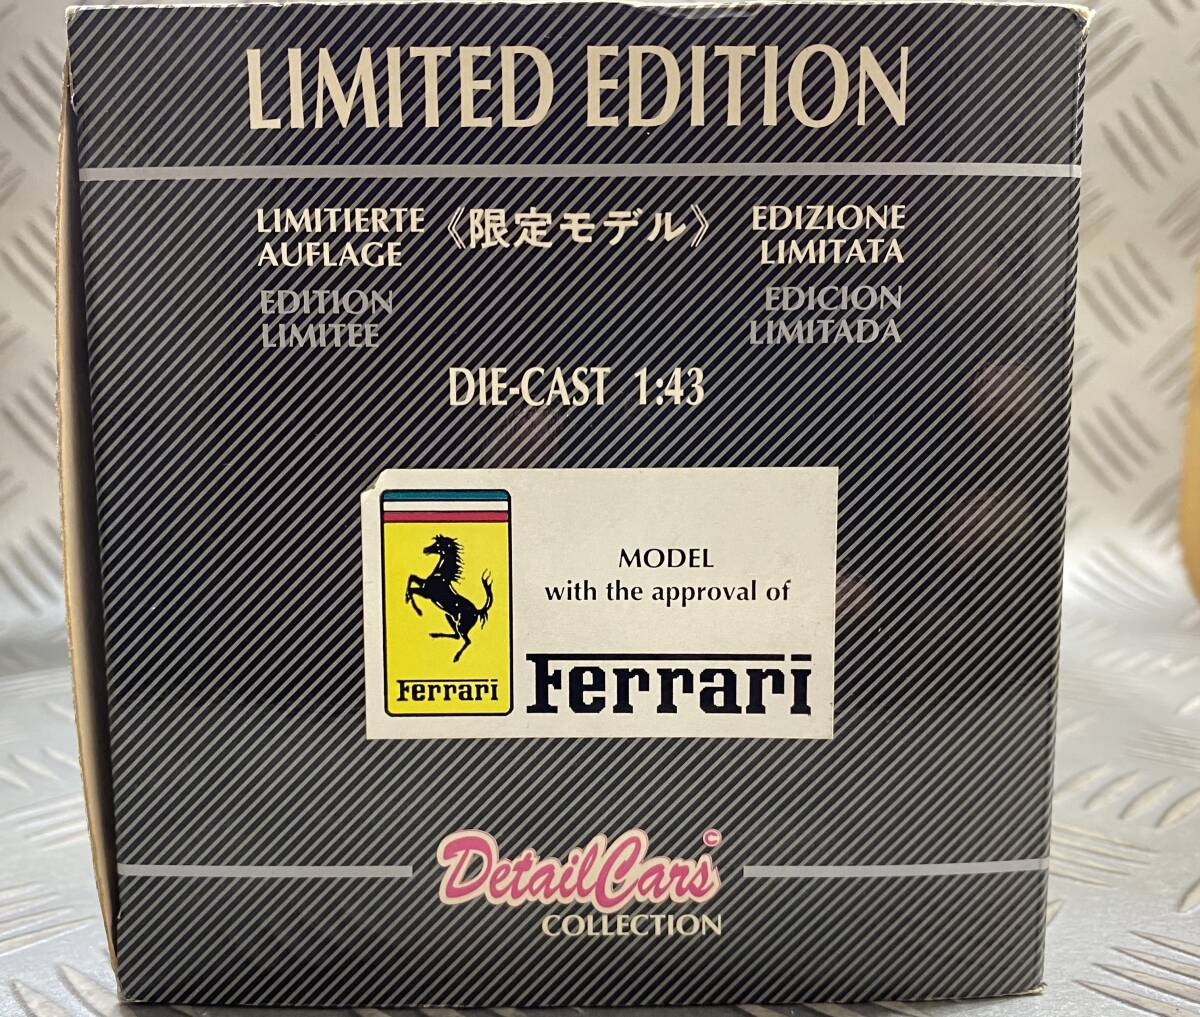 LIMITED EDITION
LIMITIERTE
AUFLAGE
《限定モデル》
EDIZIONE
LIMITATA
EDITION
LIMITEE
EDICION
LIMITADA
DIE-CAST 1:43
MODEL
with the approval of
Ferrari
Ferrari
DetailCars ©
COLLECTION